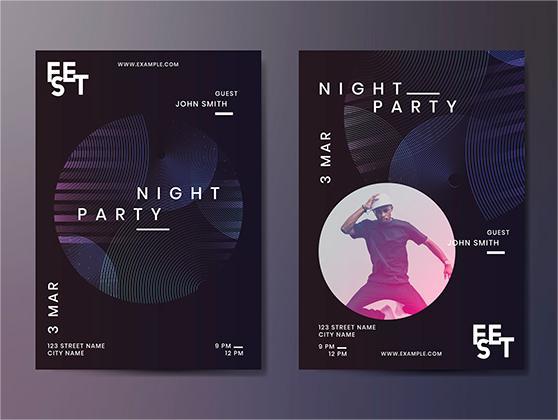 FE
EST
WWW.EXAMPLE.COM
GUEST
JOHN SMITH
NIGHT
PARTY
3 MAR
123 STREET NAME
CITY NAME
9 PM
12 PM
NIGHT
PARTY
3 MAR
GUEST
JOHN SMITH
123 STREET NAME
CITY NAME
9 PM
12 PM
WWW.EXAMPLE.COM
FE
EST